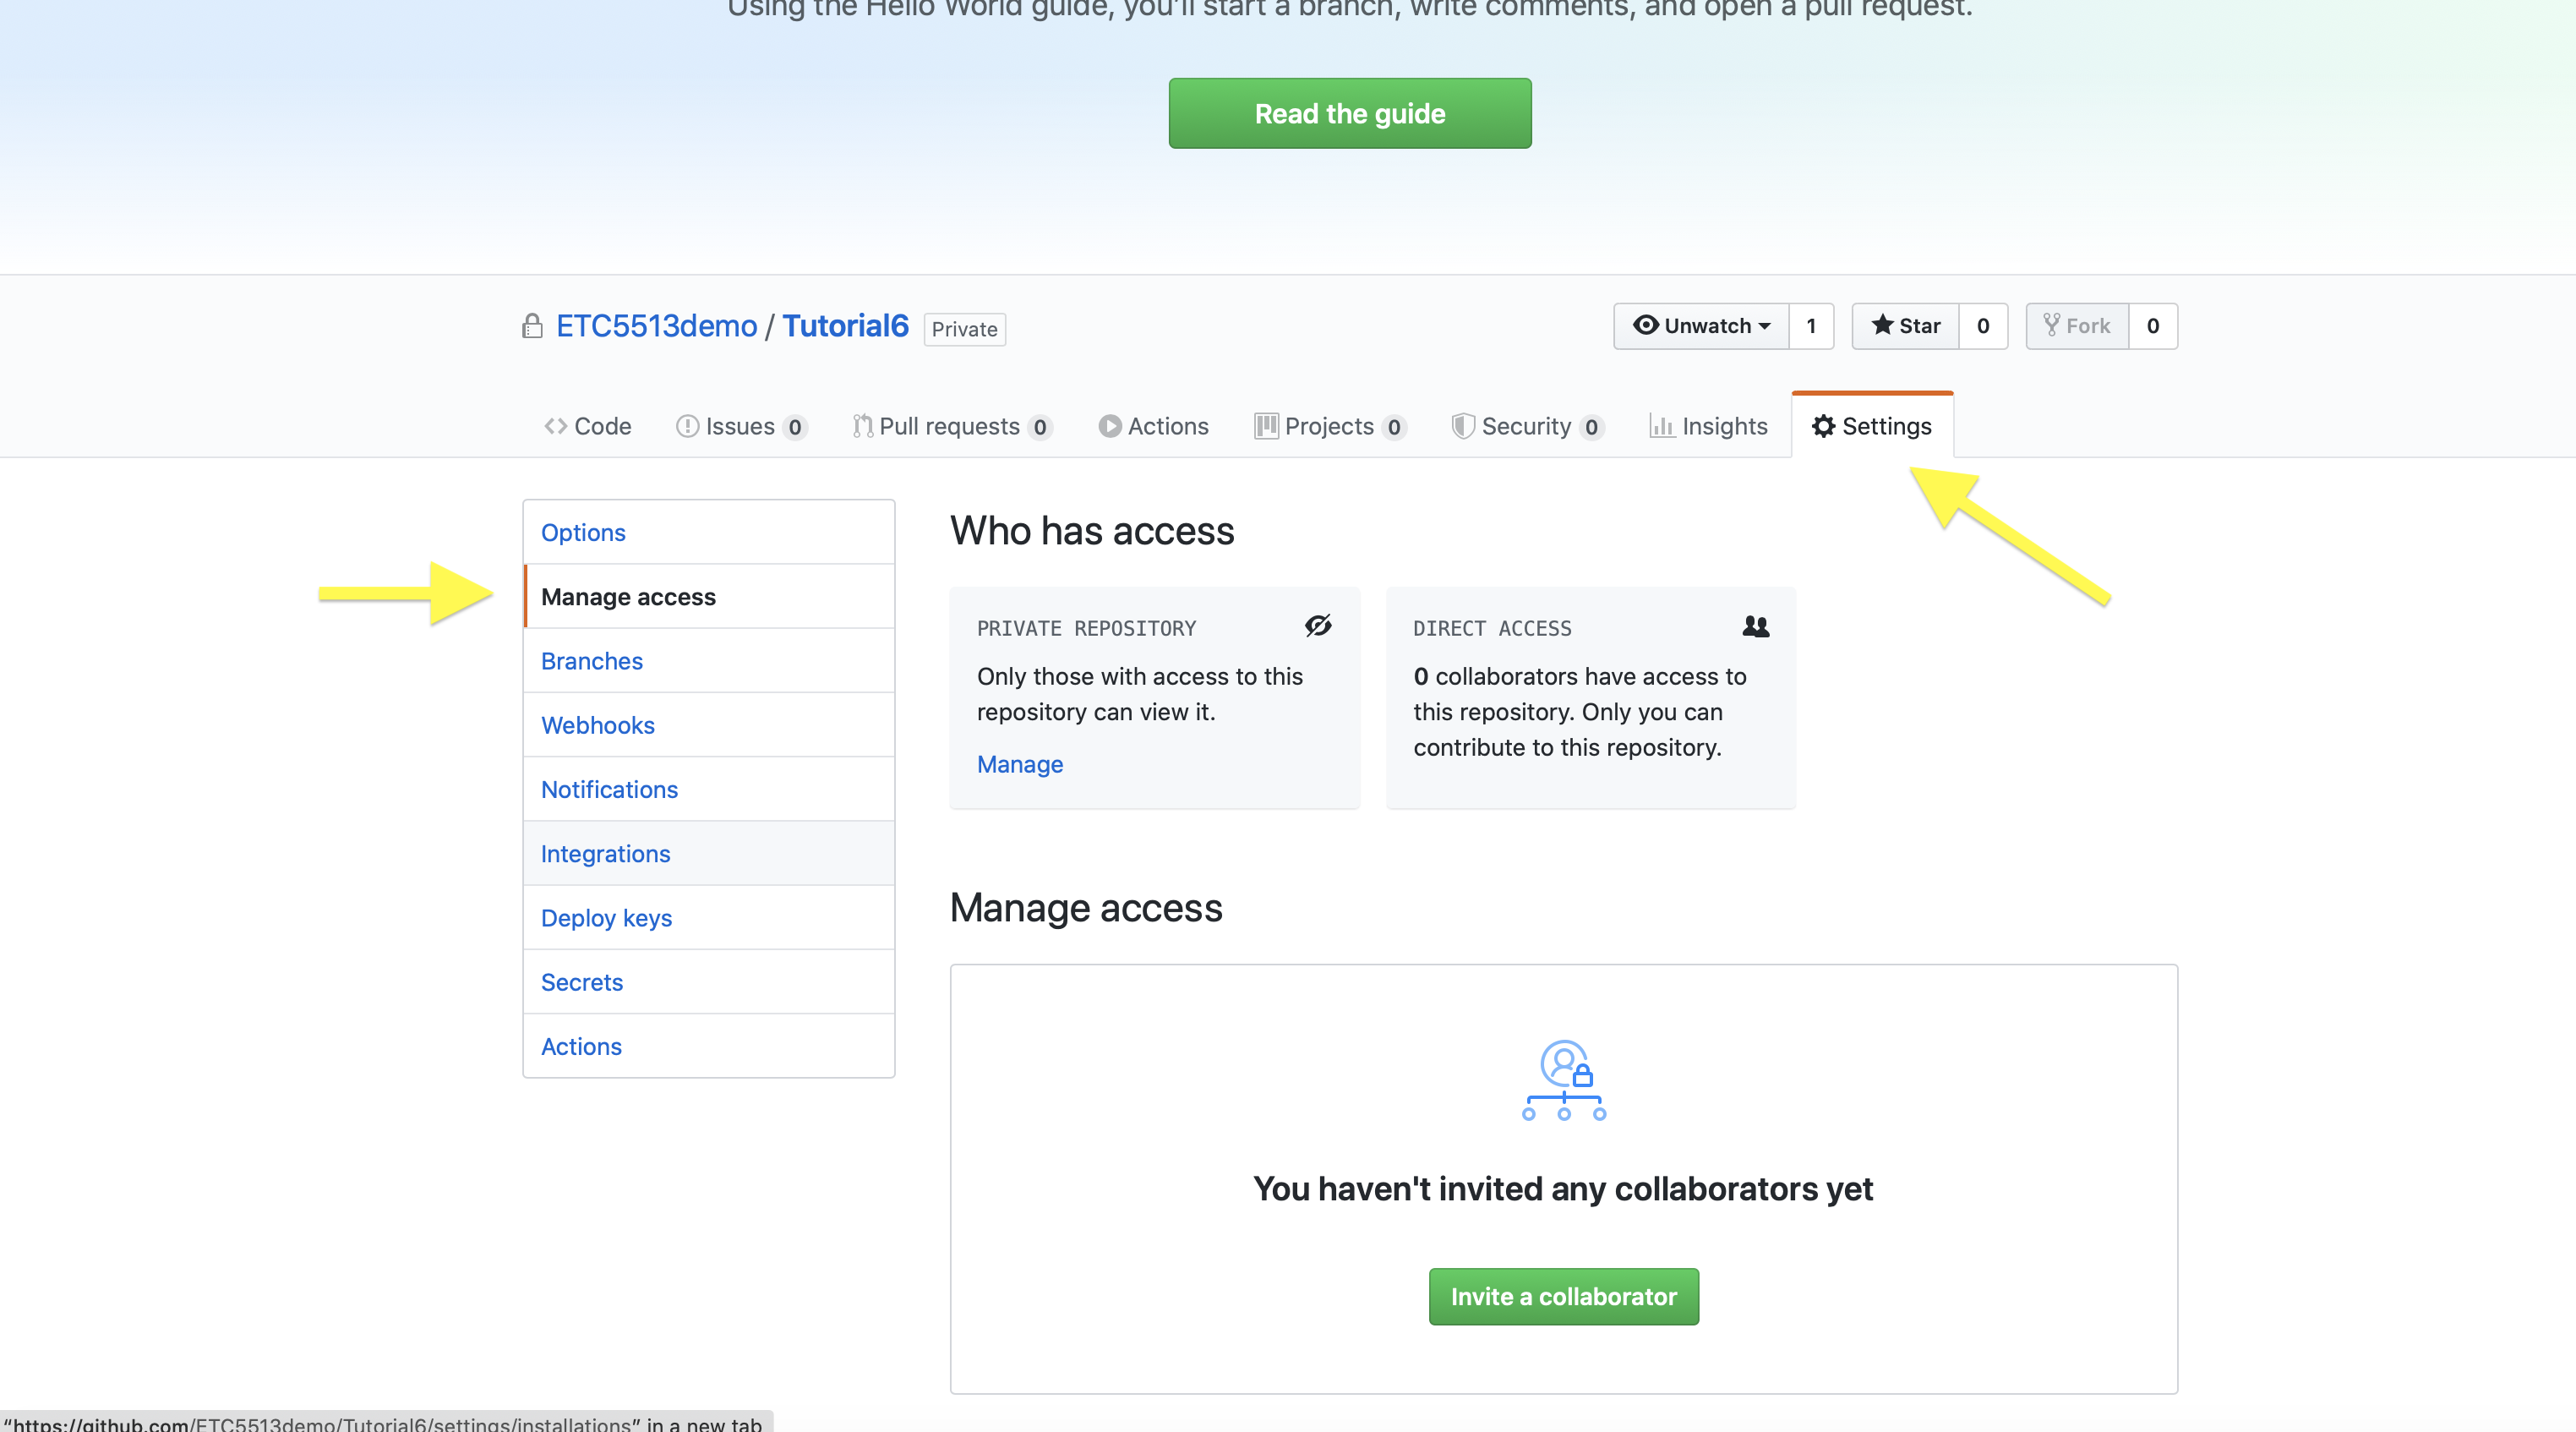 Using the Hello World guide, you'll start a branch, write comments, and open a pull request.
Read the guide
ETC5513demo / Tutorial6 Private
Unwatch 1 Star 0 Fork 0
Code Issues 0 Pull requests 0 Actions Projects 0 Security 0 Insights Settings
Options
Manage access
Branches
Webhooks
Notifications
Integrations
Deploy keys
Secrets
Actions
Who has access
PRIVATE REPOSITORY
Only those with access to this
repository can view it.
Manage
DIRECT ACCESS
0 collaborators have access to
this repository. Only you can
contribute to this repository.
Manage access
You haven't invited any collaborators yet
Invite a collaborator
“https://github.com/ETC5513demo/Tutorial6/settings/installations” in a new tab